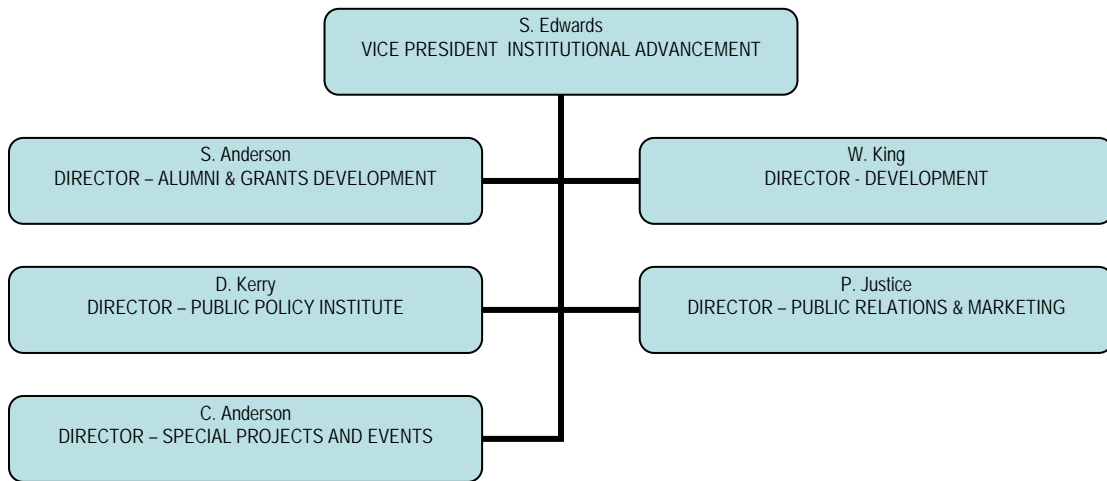 S. Edwards
VICE PRESIDENT INSTITUTIONAL ADVANCEMENT
S. Anderson
DIRECTOR – ALUMNI & GRANTS DEVELOPMENT
W. King
DIRECTOR - DEVELOPMENT
D. Kerry
DIRECTOR – PUBLIC POLICY INSTITUTE
P. Justice
DIRECTOR – PUBLIC RELATIONS & MARKETING
C. Anderson
DIRECTOR – SPECIAL PROJECTS AND EVENTS